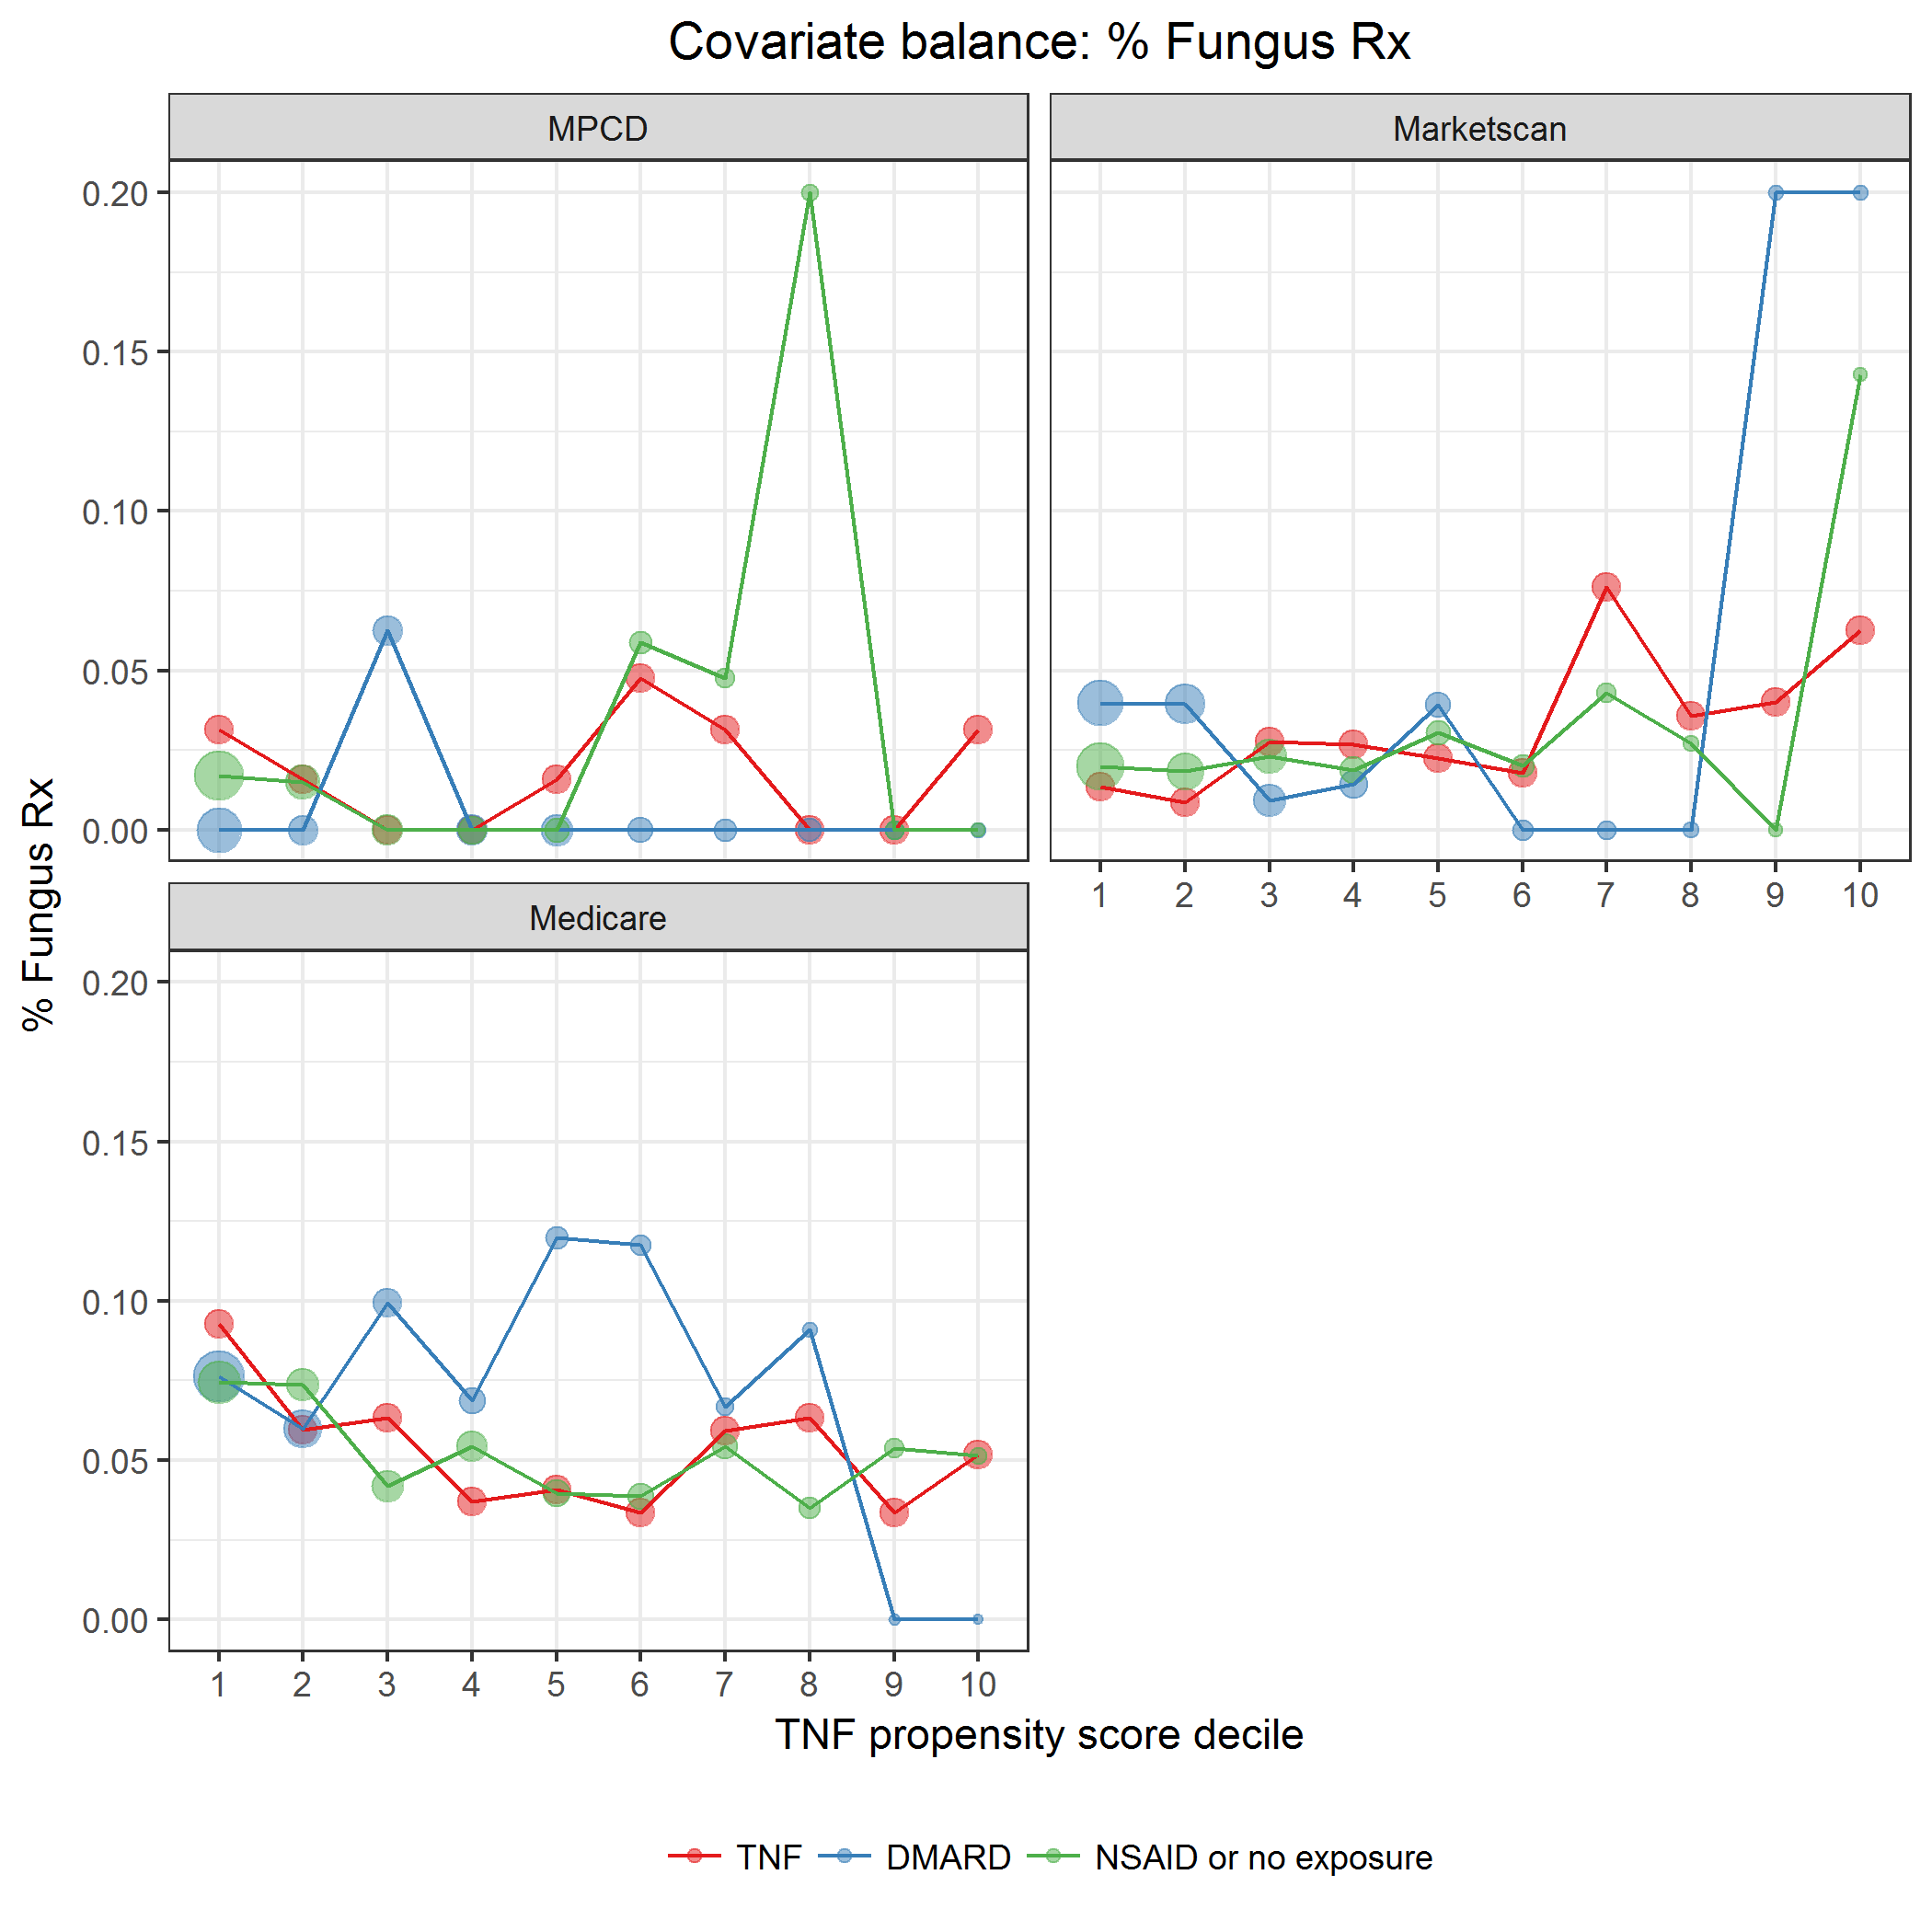 Covariate balance: % Fungus Rx
MPCD
Marketscan
0.20
0.15
0.10
0.05
0.00
1 2 3 4 5 6 7 8 9 10
Medicare
0.20
0.15
0.10
0.05
0.00
1 2 3 4 5 6 7 8 9 10
% Fungus Rx
TNF propensity score decile
TNF DMARD NSAID or no exposure